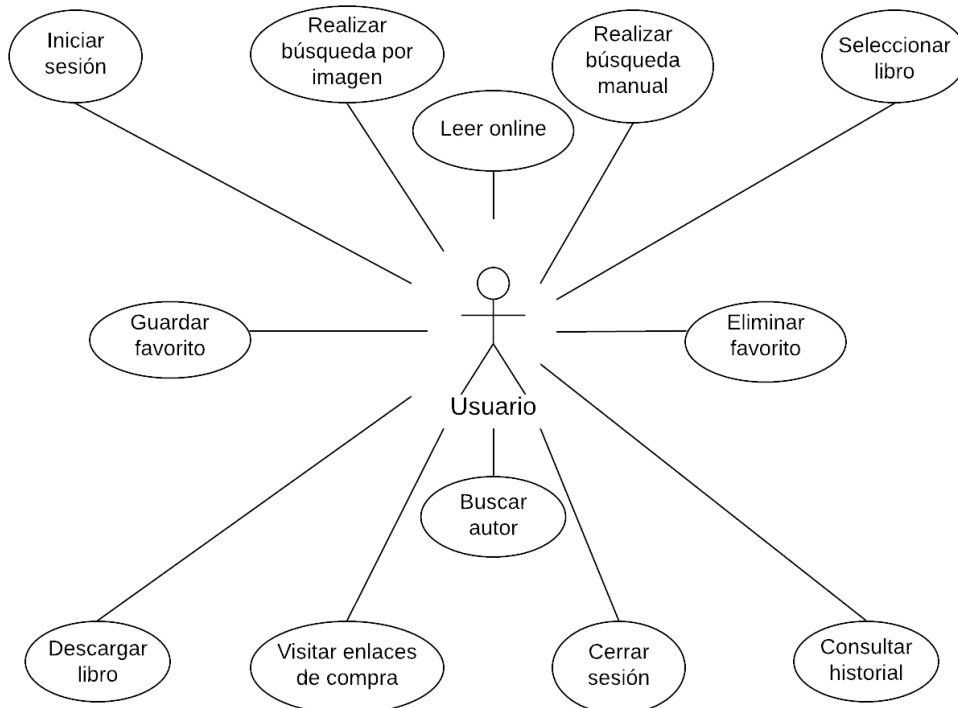 Iniciar
sesión
Realizar
búsqueda por
imagen
Leer online
Realizar
búsqueda
manual
Seleccionar
libro
Guardar
favorito
Eliminar
favorito
Usuario
Buscar
autor
Descargar
libro
Visitar enlaces
de compra
Cerrar
sesión
Consultar
historial